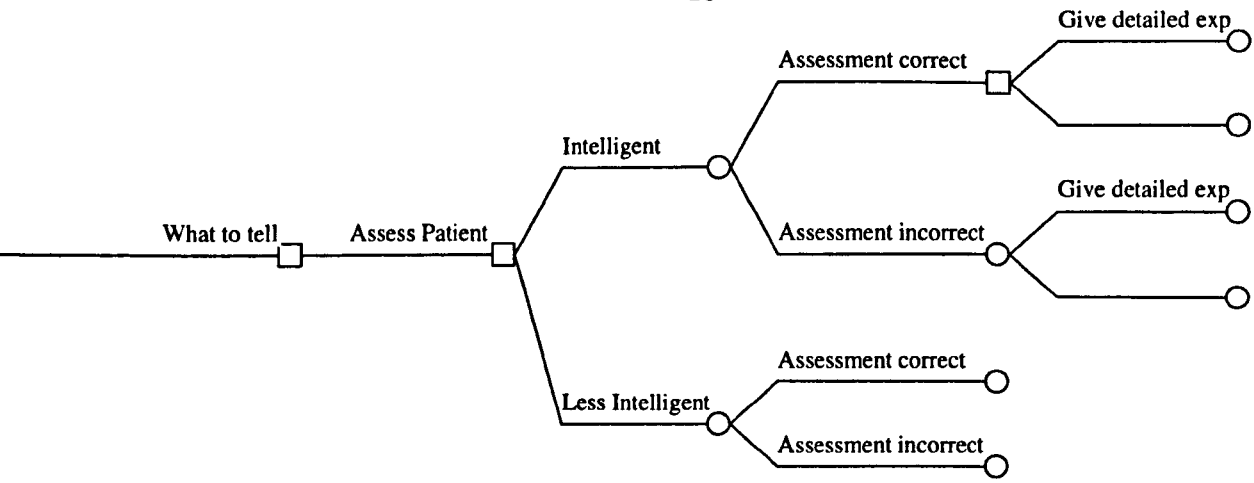 Give detailed exp
Assessment correct
Intelligent
Give detailed exp
What to tell
Assess Patient
Assessment incorrect
Assessment correct
Less Intelligent
Assessment incorrect